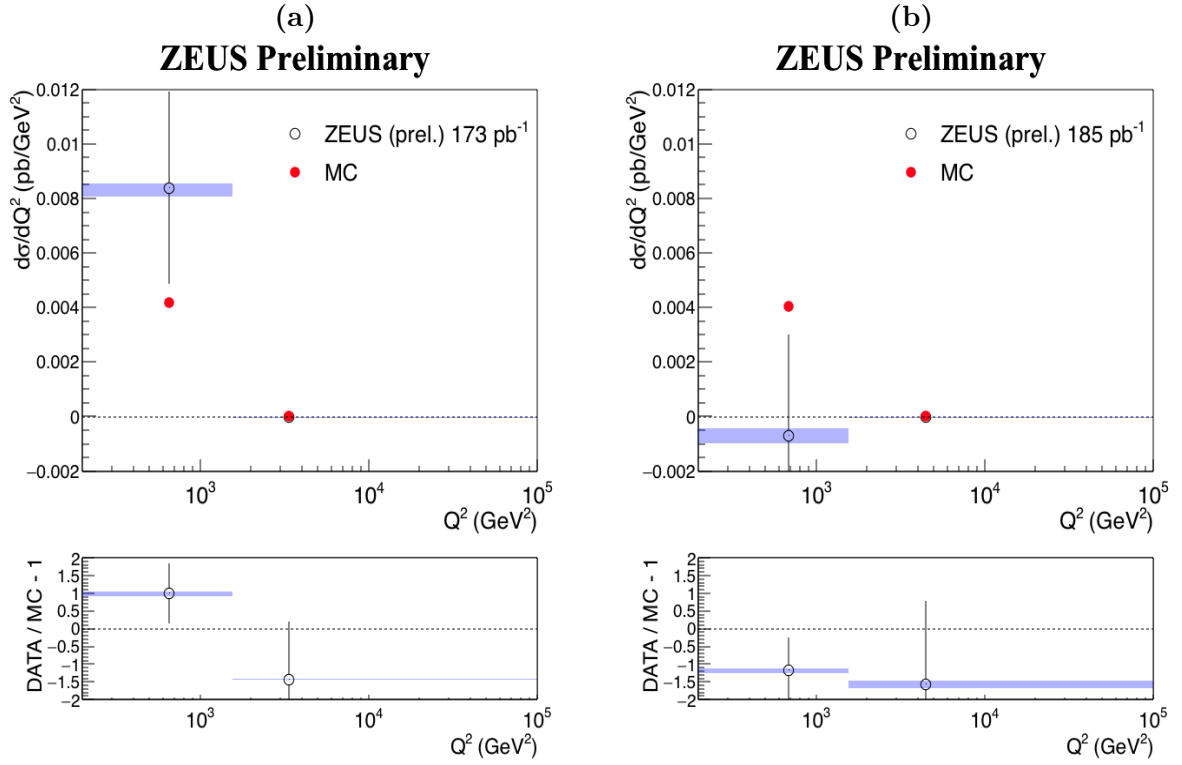 (a)
ZEUS Preliminary
dσ/dQ² (pb/GeV²)
0.012
0.01
0.008
0.006
0.004
0.002
0
−0.002
ZEUS (prel.) 173 pb⁻¹
MC
10³ 10⁴ 10⁵
Q² (GeV²)
DATA / MC - 1
2
1.5
1
0.5
0
−0.5
−1
−1.5
−2
10³ 10⁴ 10⁵
Q² (GeV²)
(b)
ZEUS Preliminary
dσ/dQ² (pb/GeV²)
0.012
0.01
0.008
0.006
0.004
0.002
0
−0.002
ZEUS (prel.) 185 pb⁻¹
MC
10³ 10⁴ 10⁵
Q² (GeV²)
DATA / MC - 1
2
1.5
1
0.5
0
−0.5
−1
−1.5
−2
10³ 10⁴ 10⁵
Q² (GeV²)